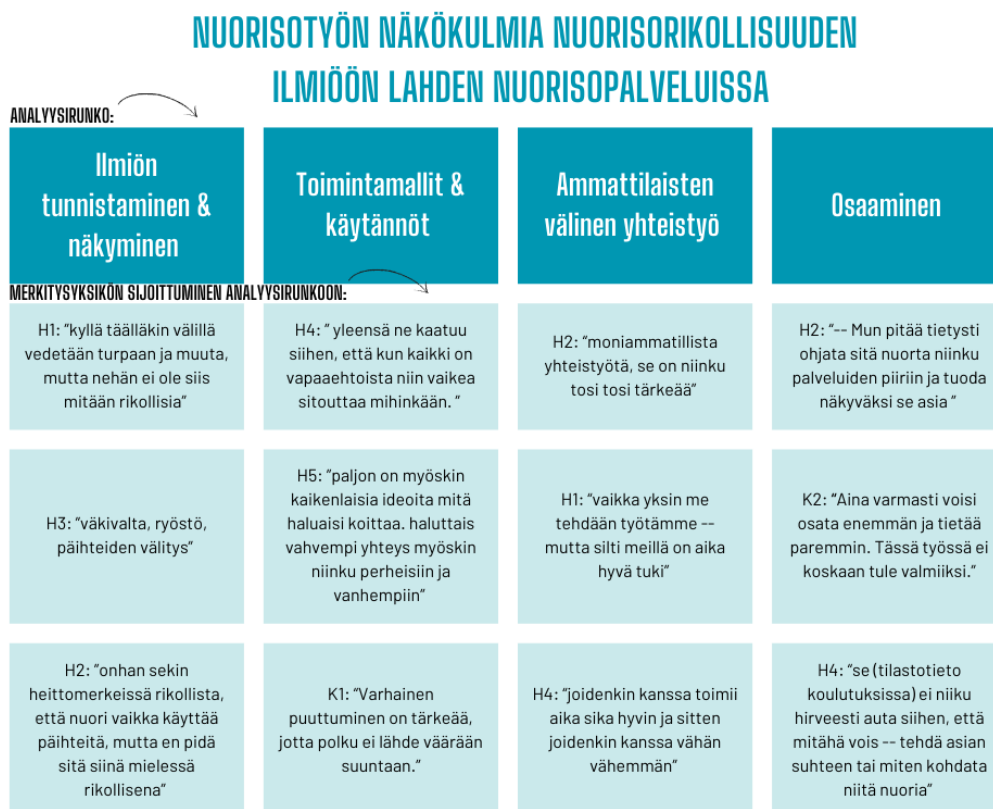 NUORISOTYÖN NÄKÖKULMIA NUORISORIKOLLISUUDEN
ILMIÖÖN LAHDEN NUORISOPALVELUISSA
ANALYYSIRUNKO:
Ilmiön
tunnistaminen &
näkyminen
Toimintamallit &
käytännöt
Ammattilaisten
välinen yhteistyö
Osaaminen
MERKITYSYKSIKÖN SIJOITTUMINEN ANALYYSIRUNKOON:
H1: "kyllä täälläkin välillä
vedetään turpaan ja muuta,
mutta nehän ei ole siis
mitään rikollisia"
H4: " yleensä ne kaatuu
siihen, että kun kaikki on
vapaaehtoista niin vaikea
sitouttaa mihinkään. "
H2: "moniammatillista
yhteistyötä, se on niinku
tosi tosi tärkeää"
H2: "-- Mun pitää tietysti
ohjata sitä nuorta niinku
palveluiden piiriin ja tuoda
näkyväksi se asia "
H3: "väkivalta, ryöstö,
päihteiden välitys"
H5: "paljon on myöskin
kaikenlaisia ideoita mitä
haluaisi koittaa. haluttais
vahvempi yhteys myöskin
niinku perheisiin ja
vanhempiin"
H1: "vaikka yksin me
tehdään työtämme --
mutta silti meillä on aika
hyvä tuki"
K2: "Aina varmasti voisi
osata enemmän ja tietää
paremmin. Tässä työssä ei
koskaan tule valmiiksi."
H2: "onhan sekin
heittomerkeissä rikollista,
että nuori vaikka käyttää
päihteitä, mutta en pidä
sitä siinä mielessä
rikollisena"
K1: "Varhainen
puuttuminen on tärkeää,
jotta polku ei lähde väärään
suuntaan."
H4: "joidenkin kanssa toimii
aika sika hyvin ja sitten
joidenkin kanssa vähän
vähemmän"
H4: "se (tilastotieto
koulutuksissa) ei niiku
hirveesti auta siihen, että
mitähä vois -- tehdä asian
suhteen tai miten kohdata
niitä nuoria"